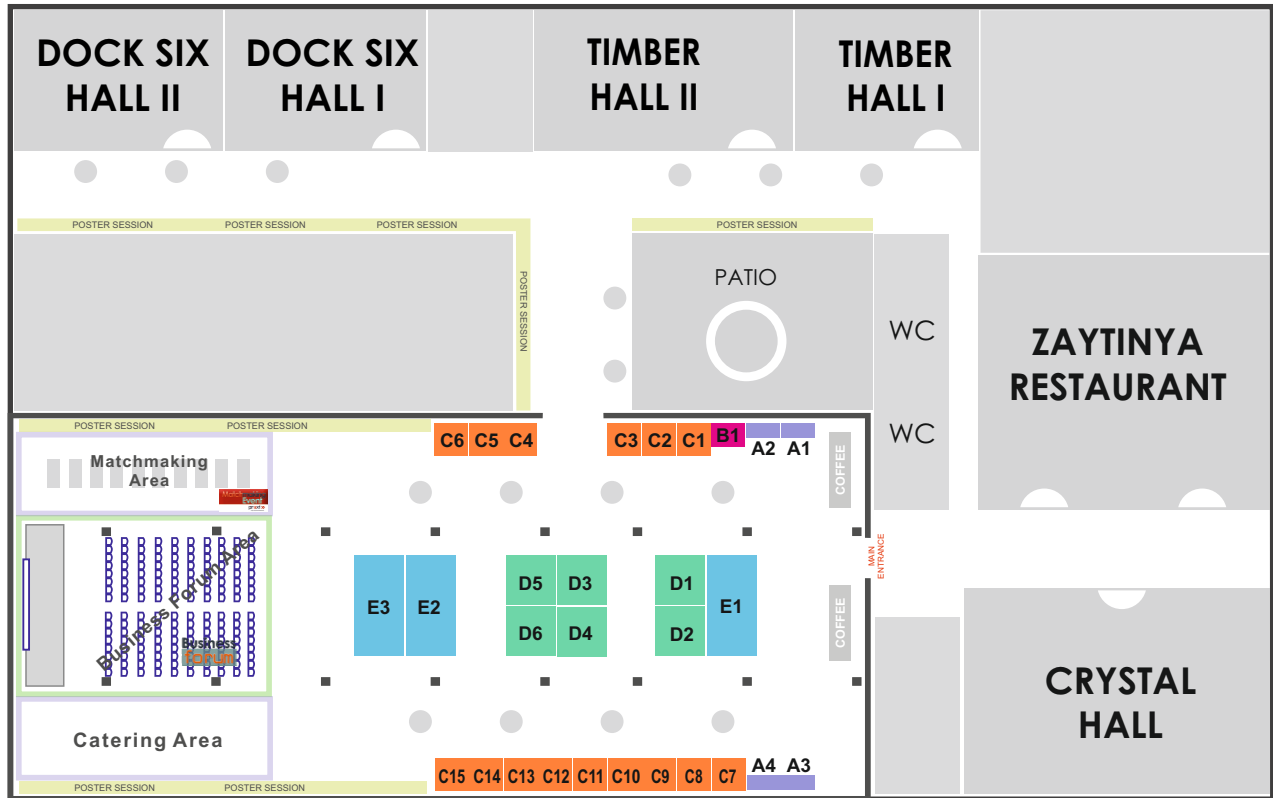 DOCK SIX
HALL II
DOCK SIX
HALL I
TIMBER
HALL II
TIMBER
HALL I
POSTER SESSION
POSTER SESSION
POSTER SESSION
POSTER SESSION
POSTER SESSION
PATIO
WC
WC
ZAYTINYA
RESTAURANT
POSTER SESSION
POSTER SESSION
C6 C5 C4
C3 C2 C1 B1
A2 A1
COFFEE
Matchmaking
Area
Event
MAIN
ENTRANCE
Business Forum Area
Business
forum
E3 E2
D5 D3
D6 D4
D1
D2
E1
COFFEE
CRYSTAL
HALL
Catering Area
A4 A3
C15 C14 C13 C12 C11 C10 C9 C8 C7
POSTER SESSION
POSTER SESSION